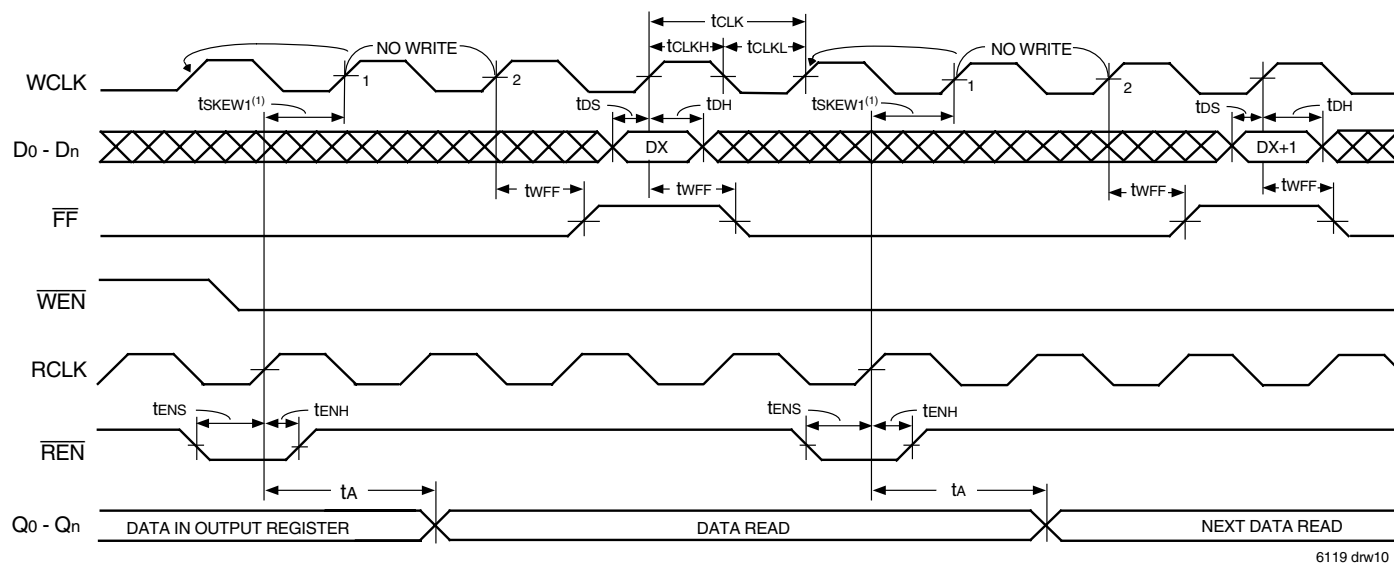 tCLK
NO WRITE tCLKH tCLKL NO WRITE
WCLK 1 2 1 2
tSKEW1(1) tDS tDH tSKEW1(1) tDS tDH
D0 - Dn DX DX+1
tWFF tWFF tWFF tWFF
FF
WEN
RCLK
tENS tENH tENS tENH
REN
tA tA
Q0 - Qn DATA IN OUTPUT REGISTER DATA READ NEXT DATA READ
6119 drw10